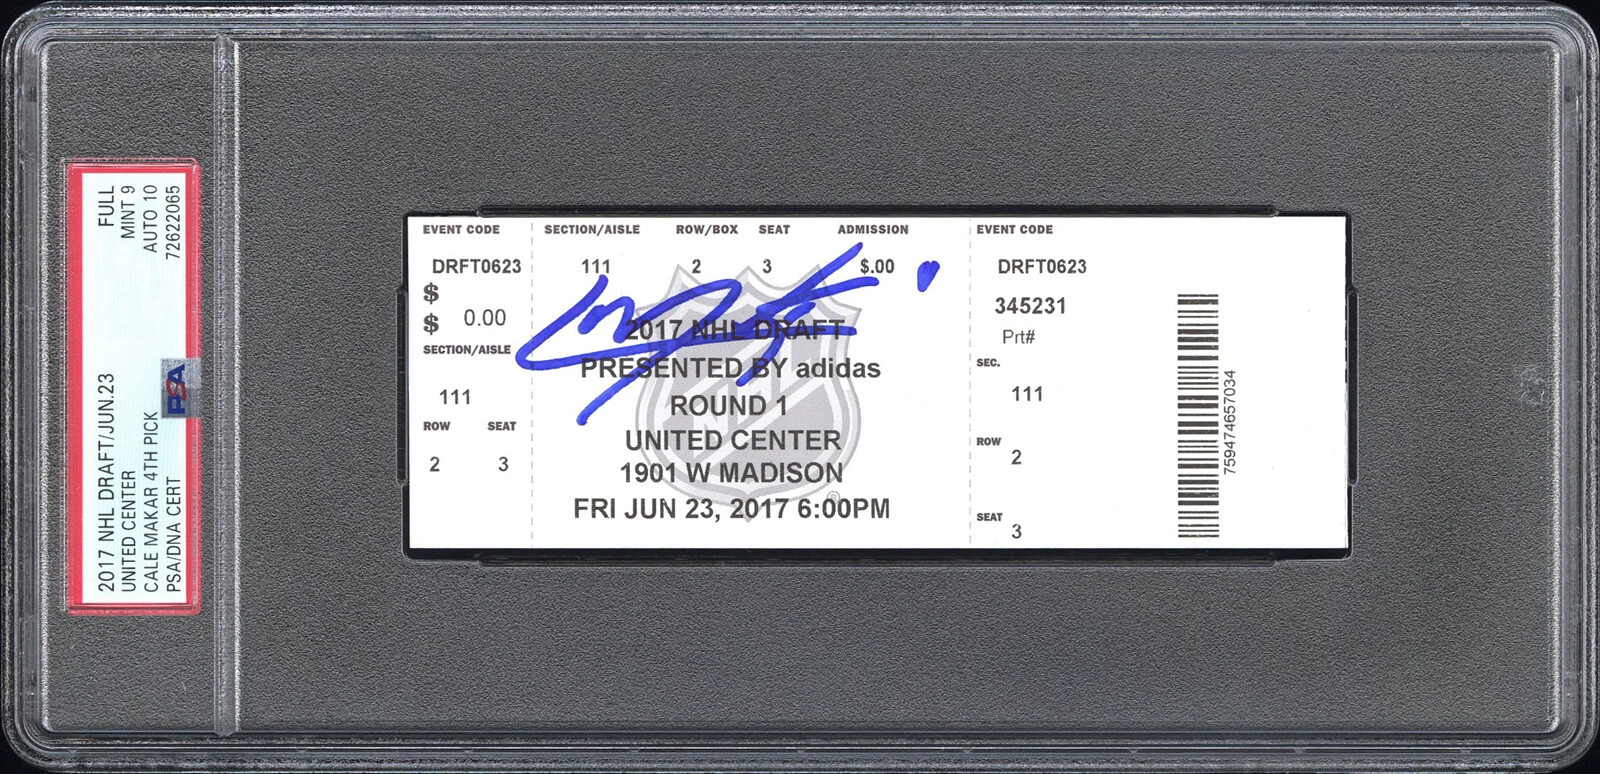 2017 NHL DRAFT/JUN.23
UNITED CENTER
CALE MAKAR 4TH PICK
PSA/DNA CERT
PSA
FULL
MINT 9
AUTO 10
72622065
EVENT CODE
DRFT0623
$
$ 0.00
SECTION/AISLE
111
ROW SEAT
2 3
SECTION/AISLE ROW/BOX SEAT ADMISSION
111 2 3 $.00
2017 NHL DRAFT
PRESENTED BY adidas
ROUND 1
UNITED CENTER
1901 W MADISON
FRI JUN 23, 2017 6:00PM
NHL
®
EVENT CODE
DRFT0623
345231
Prt#
SEC.
111
ROW
2
SEAT
3
759474657034